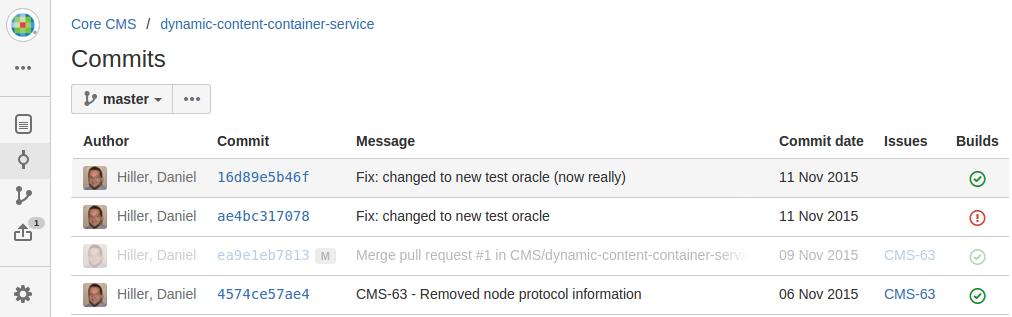 Core CMS / dynamic-content-container-service
Commits
master
Author Commit Message Commit date Issues Builds
Hiller, Daniel 16d89e5b46f Fix: changed to new test oracle (now really) 11 Nov 2015
Hiller, Daniel ae4bc317078 Fix: changed to new test oracle 11 Nov 2015
1
Hiller, Daniel ea9e1eb7813 M Merge pull request #1 in CMS/dynamic-content-container-servi 09 Nov 2015 CMS-63
Hiller, Daniel 4574ce57ae4 CMS-63 - Removed node protocol information 06 Nov 2015 CMS-63